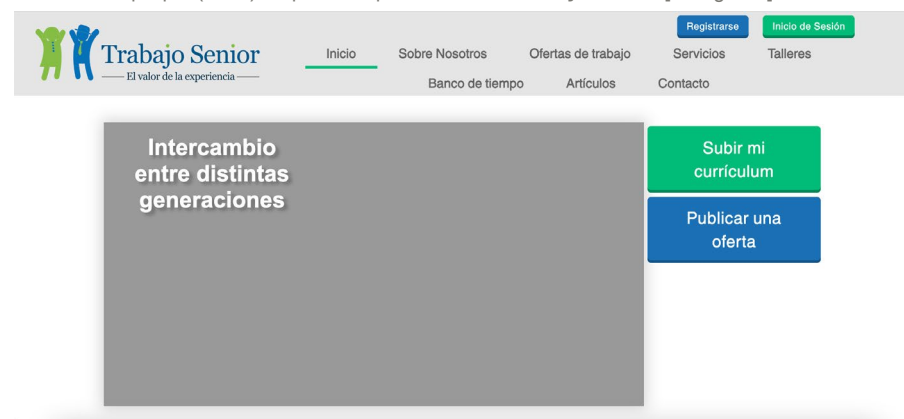 Registrarse
Inicio de Sesión
Trabajo Senior
El valor de la experiencia
Inicio
Sobre Nosotros
Ofertas de trabajo
Servicios
Talleres
Banco de tiempo
Artículos
Contacto
Intercambio
entre distintas
generaciones
Subir mi
currículum
Publicar una
oferta